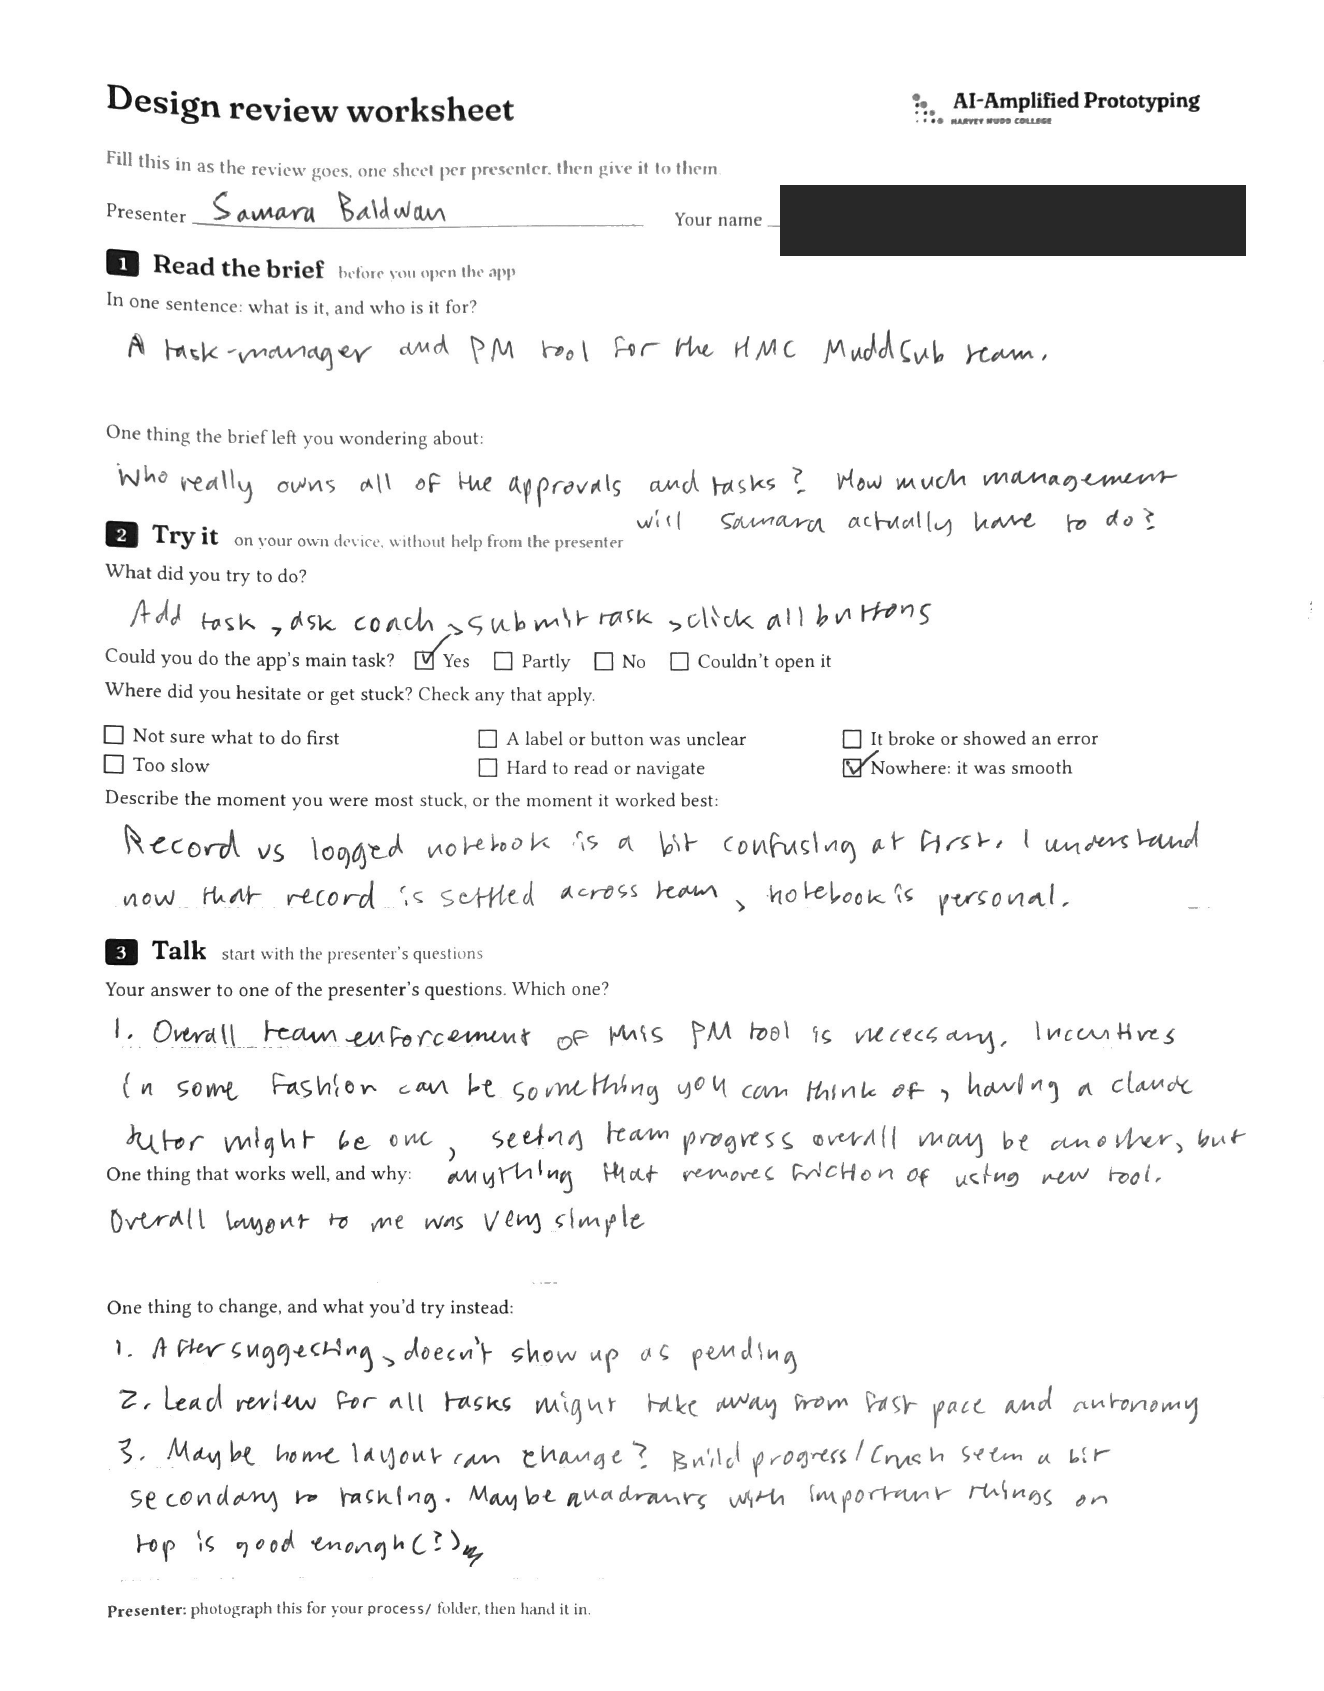 Design review worksheet
AI-Amplified Prototyping
HARVEY MUDD COLLEGE
Fill this in as the review goes, one sheet per presenter, then give it to them.
Presenter Samara Baldwan Your name
1 Read the brief before you open the app
In one sentence: what is it, and who is it for?
A task-manager and PM tool for the HMC MuddSub team.
One thing the brief left you wondering about:
Who really owns all of the approvals and tasks? How much management
will Samara actually have to do?
2 Try it on your own device, without help from the presenter
What did you try to do?
Add task, ask coach, submit task, click all buttons
Could you do the app's main task? Yes Partly No Couldn't open it
Where did you hesitate or get stuck? Check any that apply.
Not sure what to do first A label or button was unclear It broke or showed an error
Too slow Hard to read or navigate Nowhere: it was smooth
Describe the moment you were most stuck, or the moment it worked best:
Record vs logged notebook is a bit confusing at first. I understand
now that record is settled across team, notebook is personal.
3 Talk start with the presenter's questions
Your answer to one of the presenter's questions. Which one?
1. Overall team enforcement of this PM tool is necessary. Incentives
in some fashion can be something you can think of, having a claude
tutor might be one, seeing team progress overall may be another, but
One thing that works well, and why: anything that removes friction of using new tool.
Overall layout to me was very simple
One thing to change, and what you'd try instead:
1. After suggesting, doesn't show up as pending
2. Lead review for all tasks might take away from fast pace and autonomy
3. Maybe home layout can change? Build progress/Crush seem a bit
secondary to tasking. Maybe quadrants with important things on
top is good enough(?)
Presenter: photograph this for your process/ folder, then hand it in.